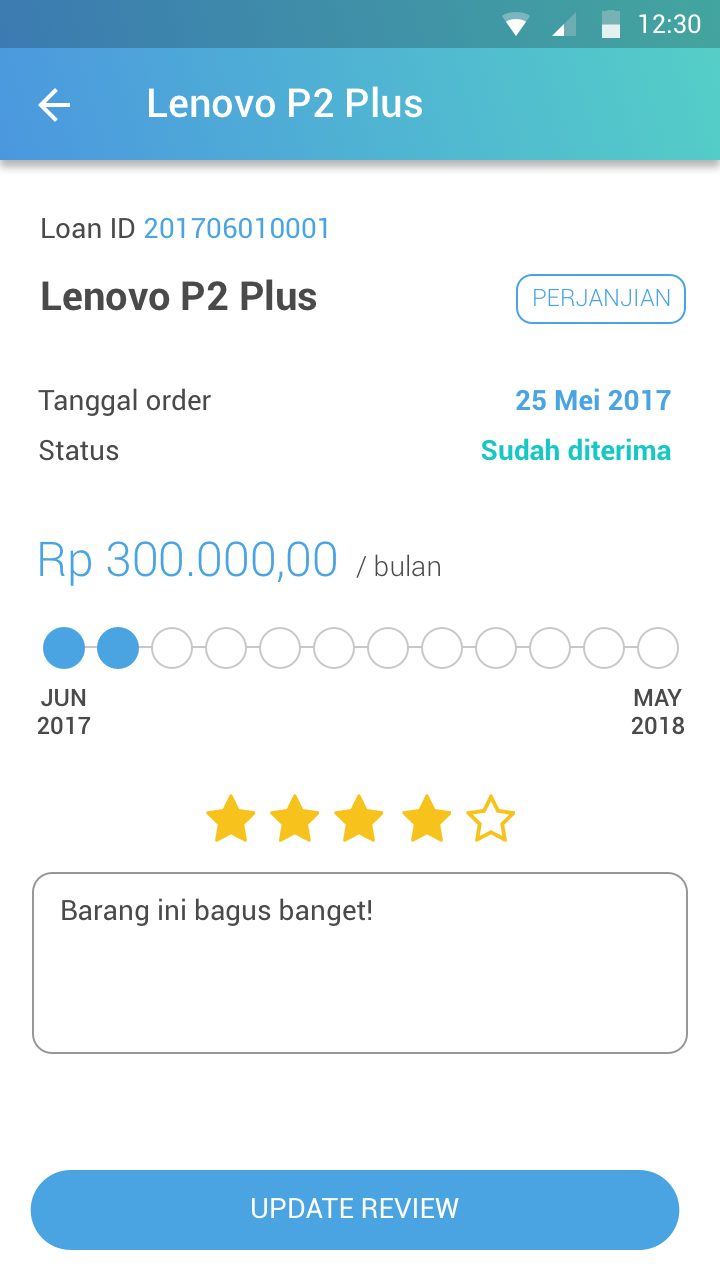 12:30
Lenovo P2 Plus
Loan ID 201706010001
Lenovo P2 Plus
PERJANJIAN
Tanggal order 25 Mei 2017
Status Sudah diterima
Rp 300.000,00 / bulan
JUN MAY
2017 2018
Barang ini bagus banget!
UPDATE REVIEW